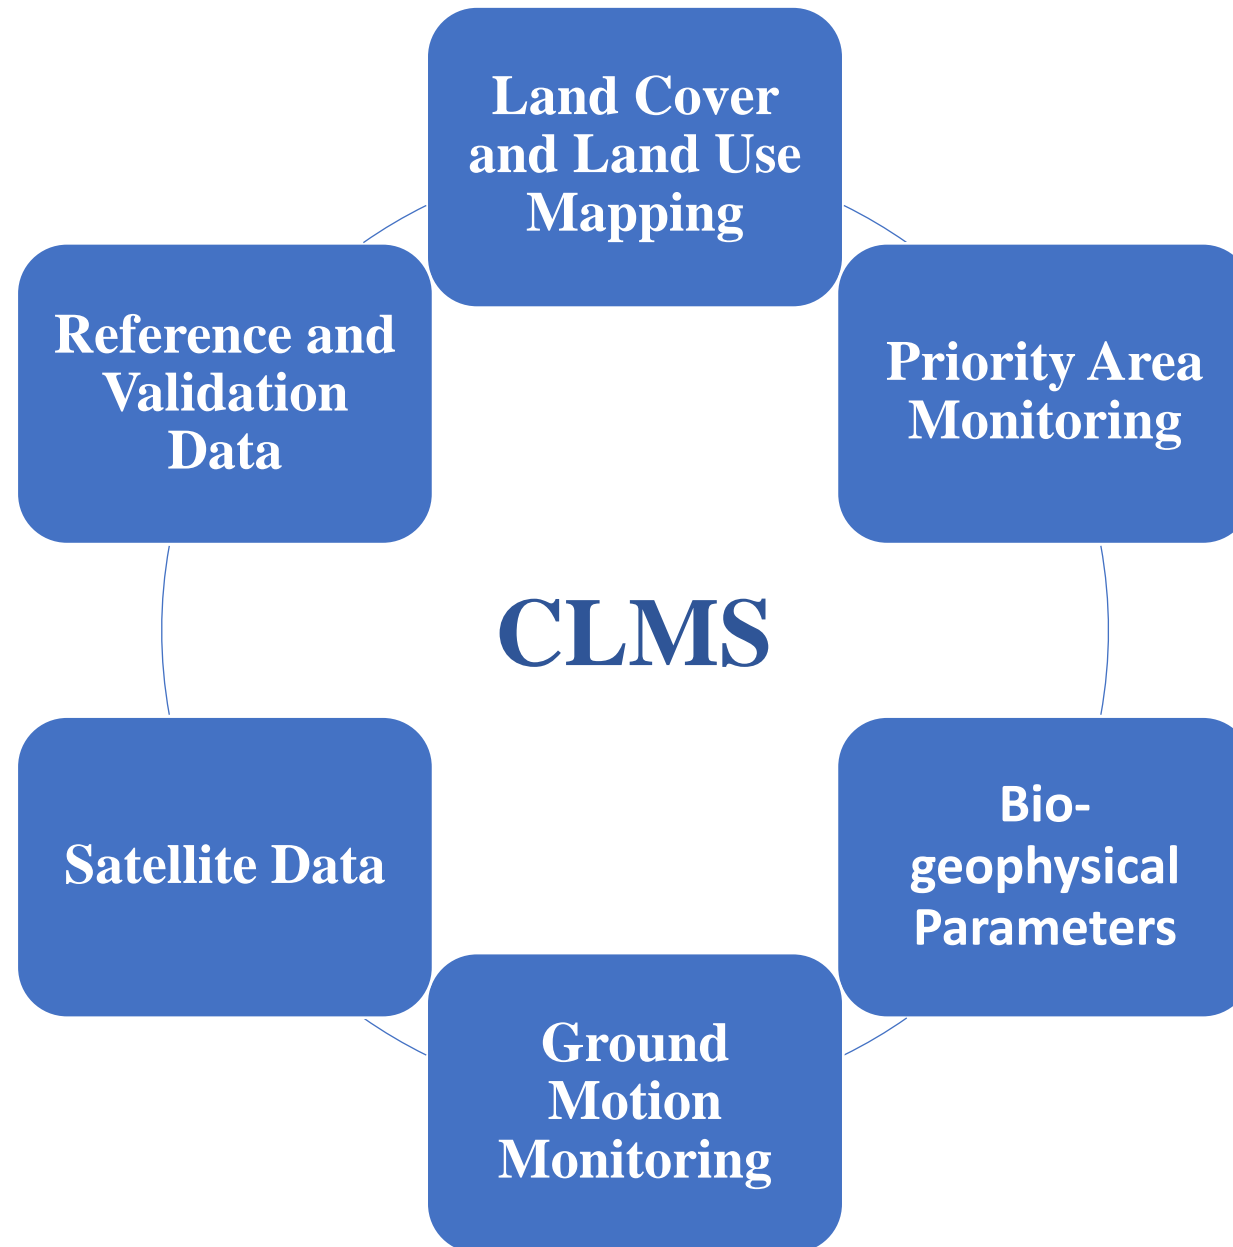 Land Cover
and Land Use
Mapping
Priority Area
Monitoring
Bio-
geophysical
Parameters
Ground
Motion
Monitoring
Satellite Data
Reference and
Validation
Data
CLMS